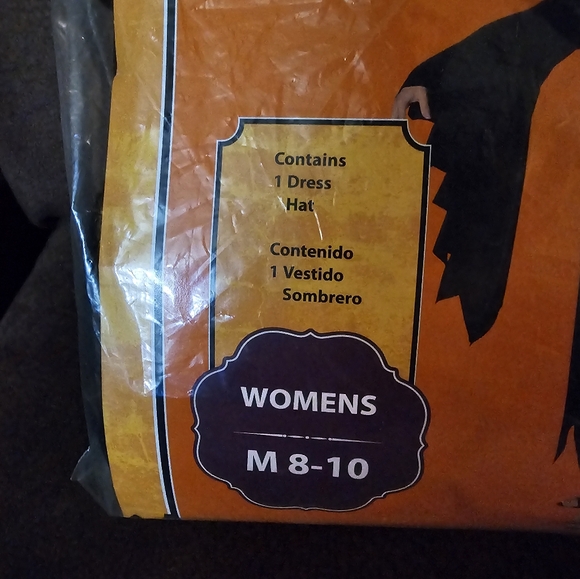 Contains
1 Dress
Hat
Contenido
1 Vestido
Sombrero
WOMENS
M 8-10